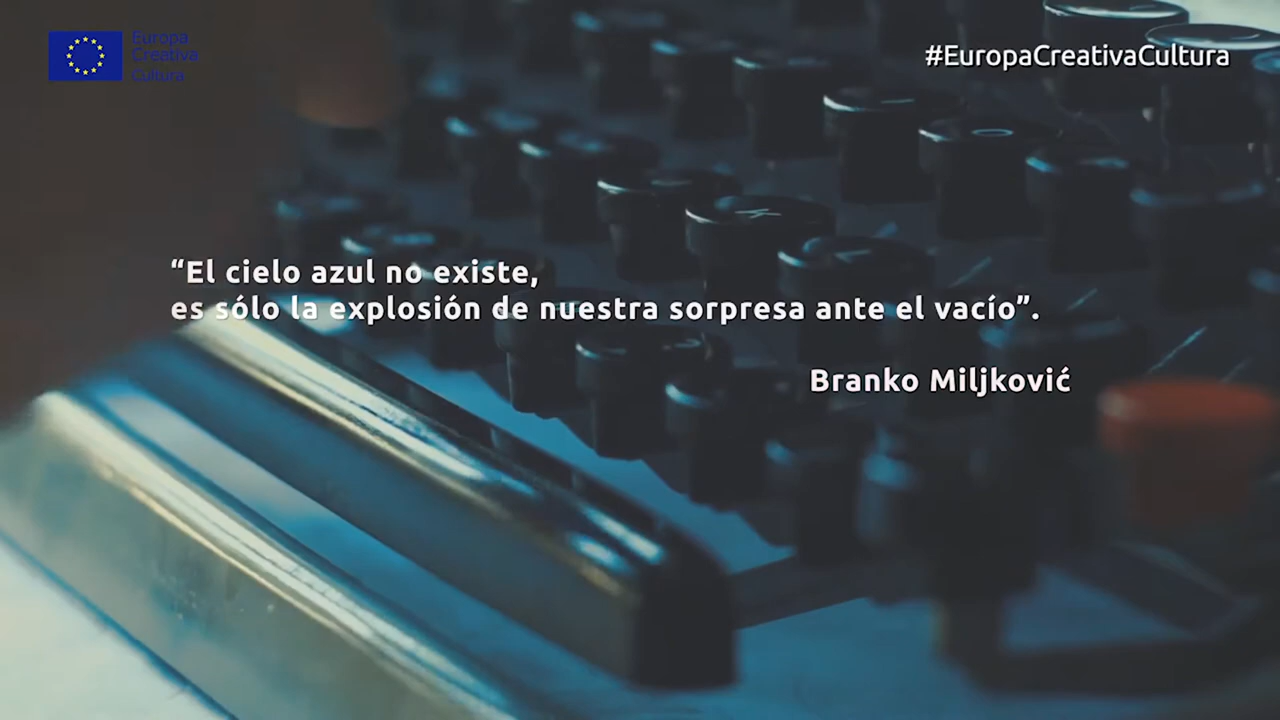 Europa
Creativa
Cultura
#EuropaCreativaCultura
“El cielo azul no existe,
es sólo la explosión de nuestra sorpresa ante el vacío”.
Branko Miljković
K